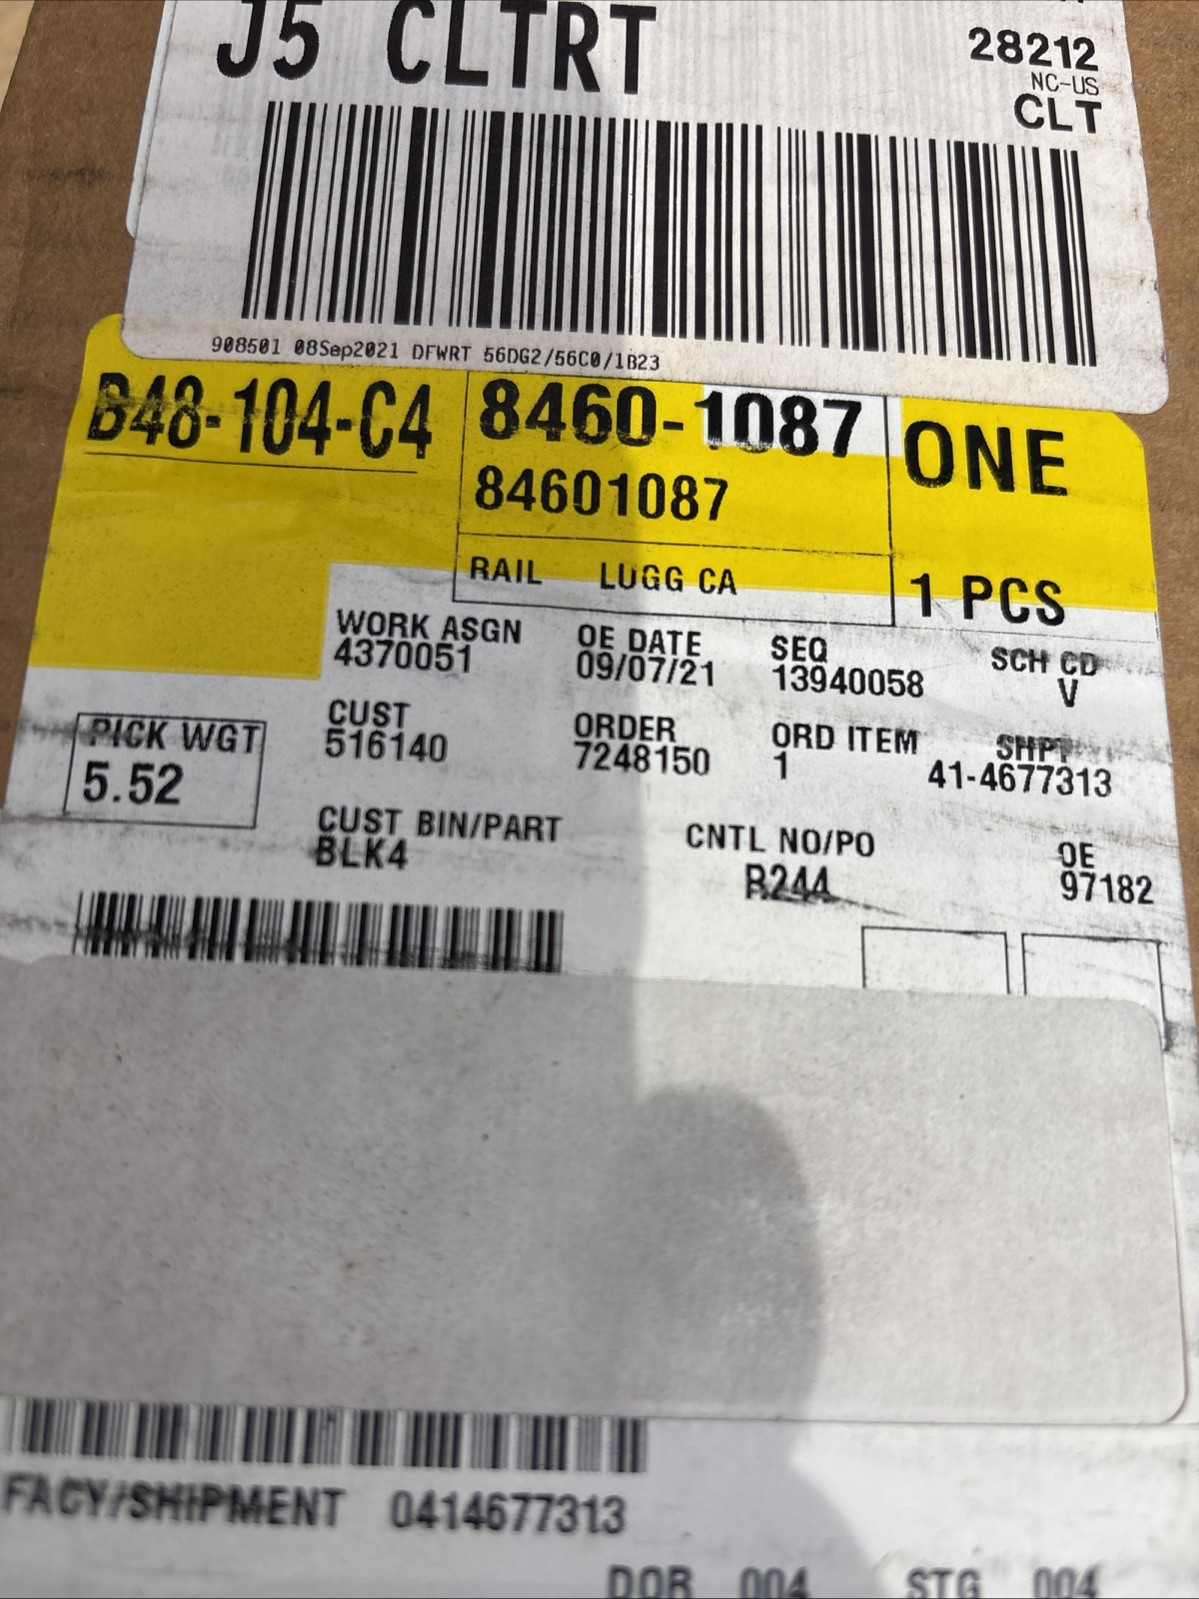 J5 CLTRT
28212
NC-US
CLT
908501 08Sep2021 DFWRT 56DG2/56C0/1B23
B48-104-C4
8460-1087
84601087
ONE
RAIL LUGG CA
1 PCS
WORK ASGN
4370051
OE DATE
09/07/21
SEQ
13940058
SCH CD
V
PICK WGT
5.52
CUST
516140
ORDER
7248150
ORD ITEM
1
SHPT
41-4677313
CUST BIN/PART
BLK4
CNTL NO/PO
R244
OE
97182
FACY/SHIPMENT 0414677313
DOR 004 STG 004